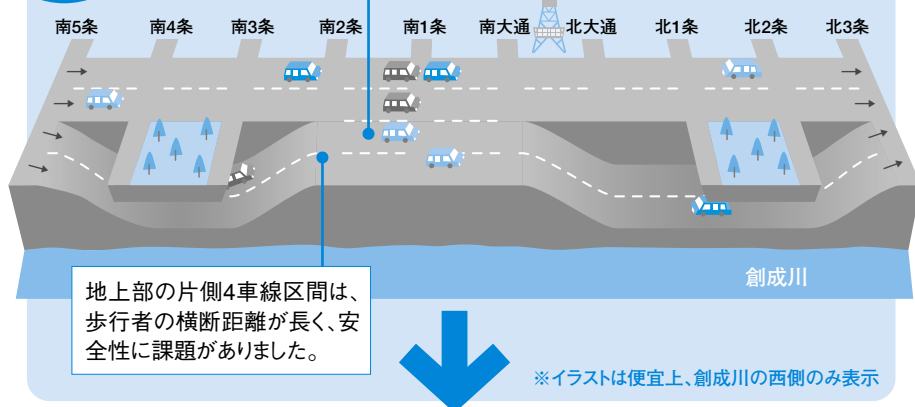 南5条 南4条 南3条 南2条 南1条 南大通 北大通 北1条 北2条 北3条
創成川
地上部の片側4車線区間は、
歩行者の横断距離が長く、安
全性に課題がありました。
※イラストは便宜上、創成川の西側のみ表示